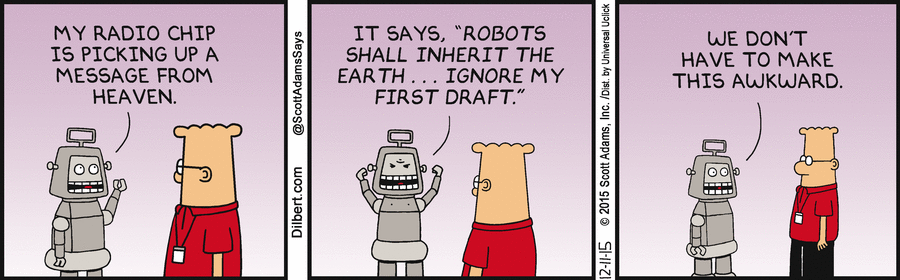 MY RADIO CHIP
IS PICKING UP A
MESSAGE FROM
HEAVEN.
Dilbert.com @ScottAdamsSays
IT SAYS, “ROBOTS
SHALL INHERIT THE
EARTH . . . IGNORE MY
FIRST DRAFT.”
12-11-15 © 2015 Scott Adams, Inc. /Dist. by Universal Uclick
WE DON'T
HAVE TO MAKE
THIS AWKWARD.